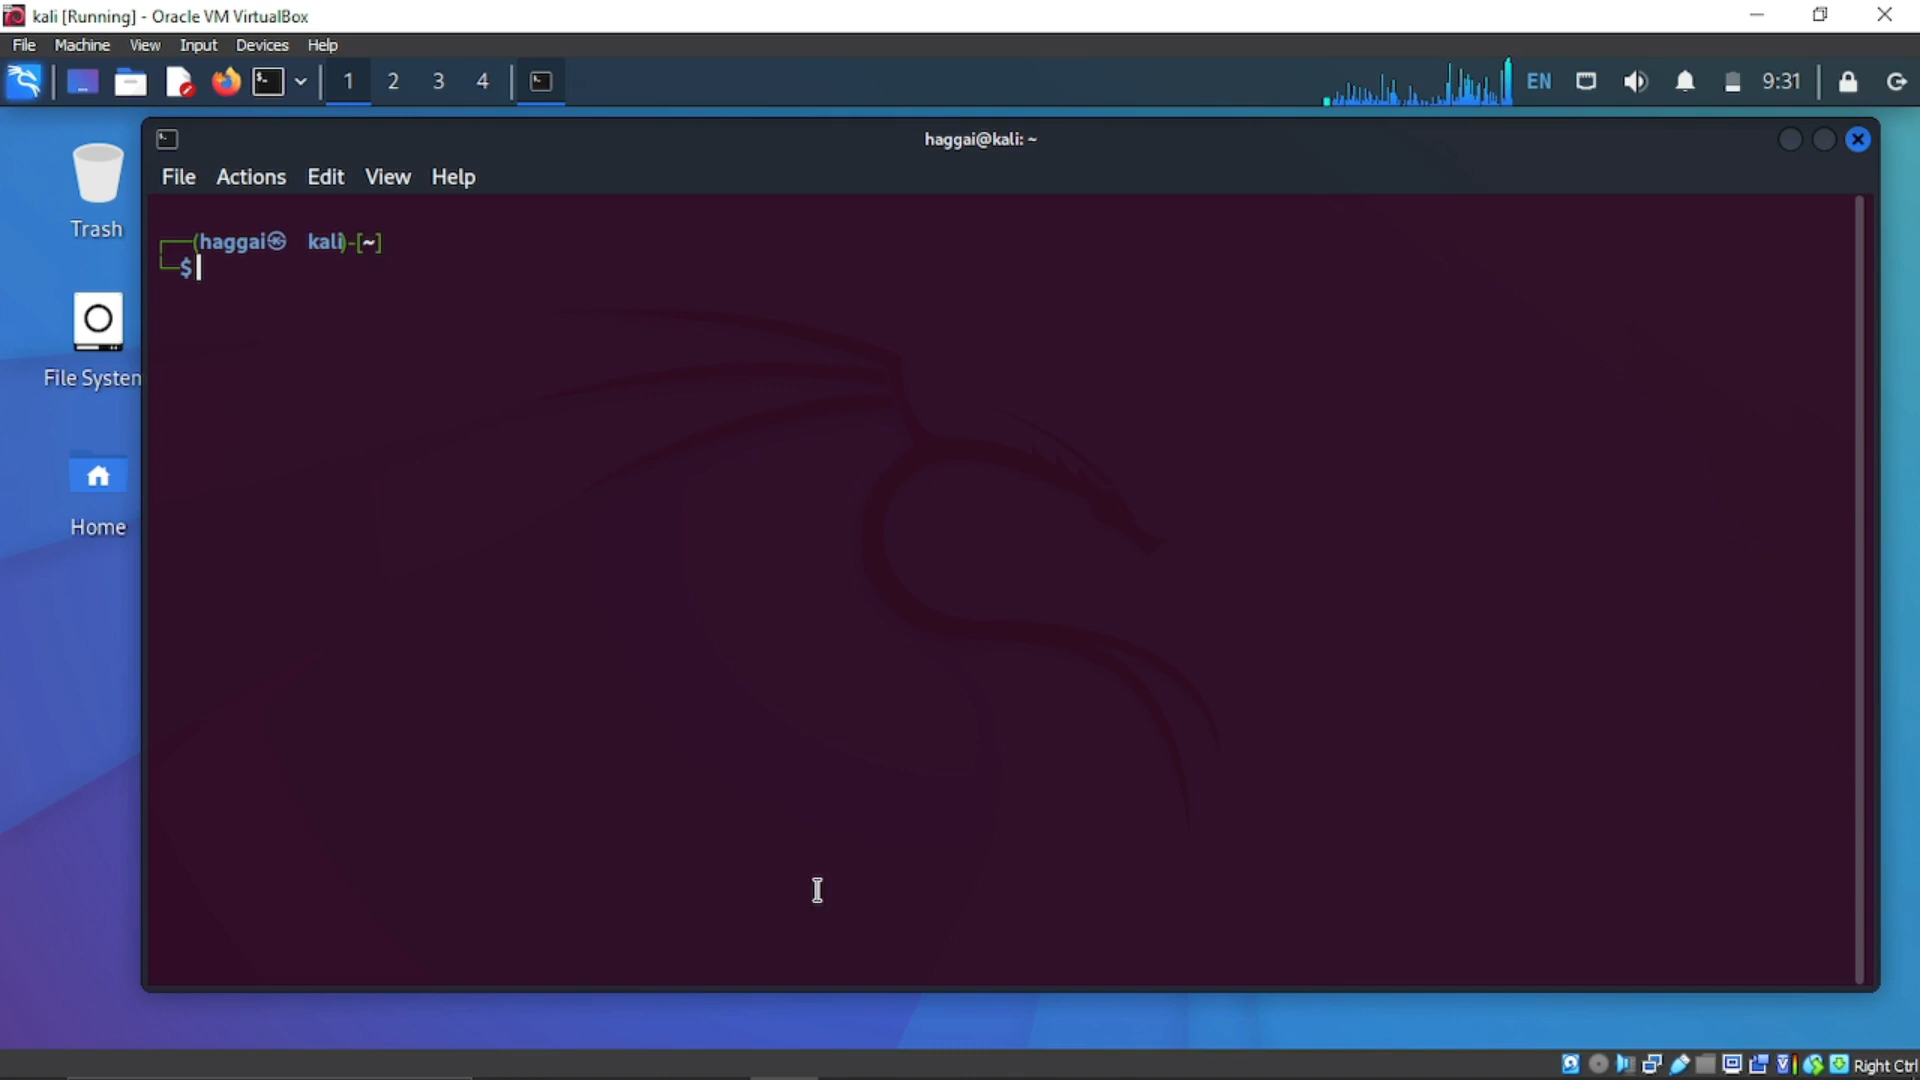 kali [Running] - Oracle VM VirtualBox
File Machine View Input Devices Help
1 2 3 4 EN 9:31
haggai@kali: ~
File Actions Edit View Help
(haggai㉿ kali)-[~]
$
Trash
File System
Home
Right Ctrl